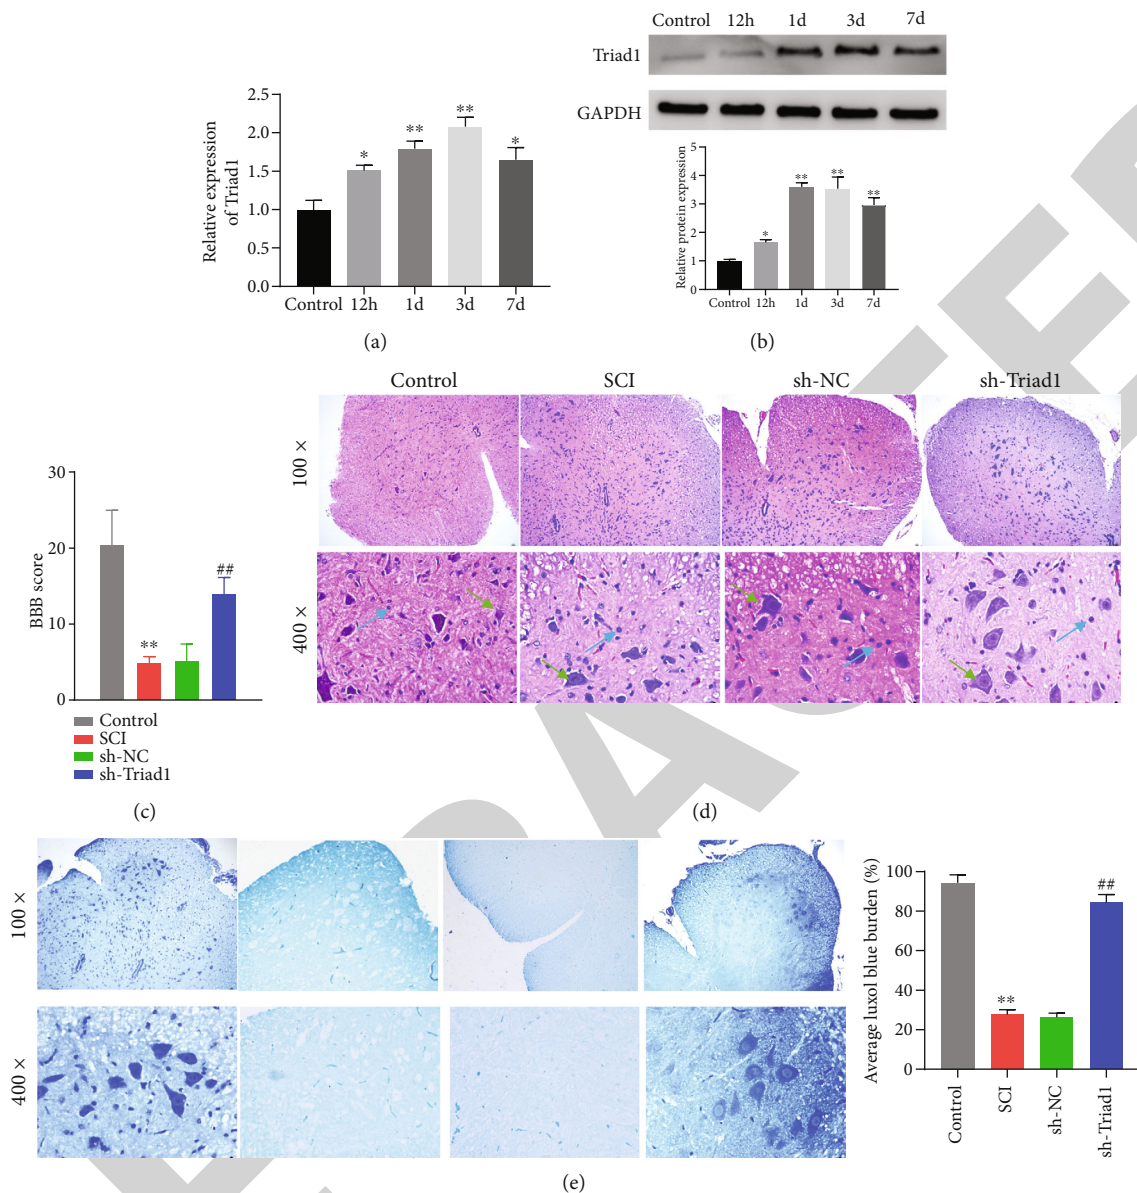 Control 12h 1d 3d 7d
Triad1
GAPDH
Relative expression
of Triad1
2.5
2.0
1.5
1.0
0.5
0.0
* ** ** *
Control 12h 1d 3d 7d
(a)
Relative protein expression
5
4
3
2
1
0
* ** ** **
Control 12h 1d 3d 7d
(b)
BBB score
30
20
10
0
** ##
Control
SCI
sh-NC
sh-Triad1
(c)
Control SCI sh-NC sh-Triad1
100 ×
400 ×
(d)
100 ×
400 ×
Average luxol blue burden (%)
100
80
60
40
20
0
** ##
Control
SCI
sh-NC
sh-Triad1
(e)